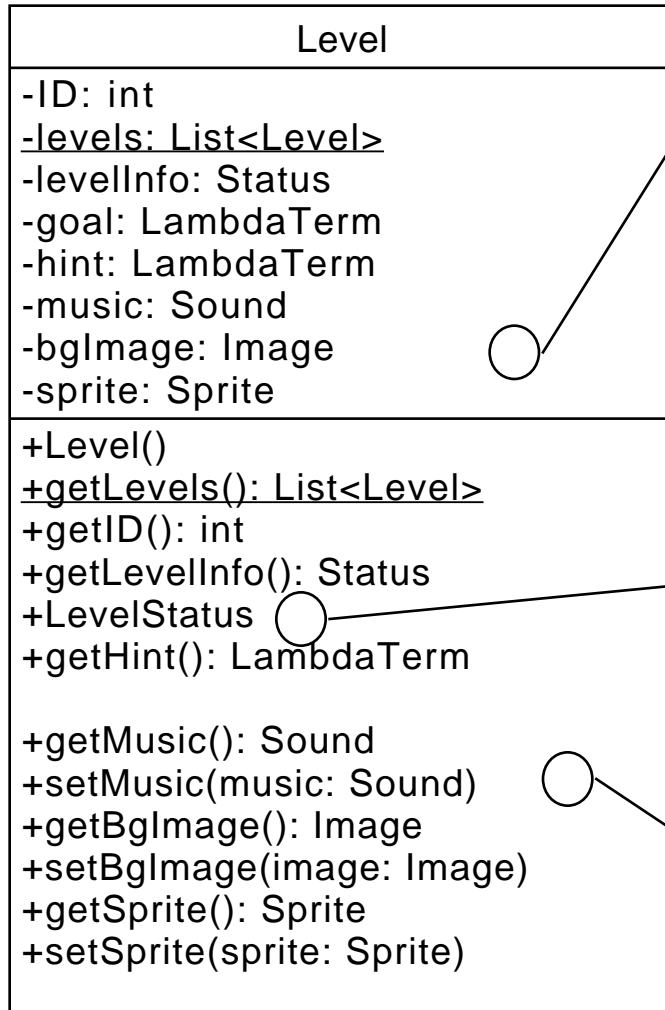 Level
-ID: int
-levels: List<Level>
-levelInfo: Status
-goal: LambdaTerm
-hint: LambdaTerm
-music: Sound
-bgImage: Image
-sprite: Sprite
+Level()
+getLevels(): List<Level>
+getID(): int
+getLevelInfo(): Status
+LevelStatus
+getHint(): LambdaTerm
+getMusic(): Sound
+setMusic(music: Sound)
+getBgImage(): Image
+setBgImage(image: Image)
+getSprite(): Sprite
+setSprite(sprite: Sprite)